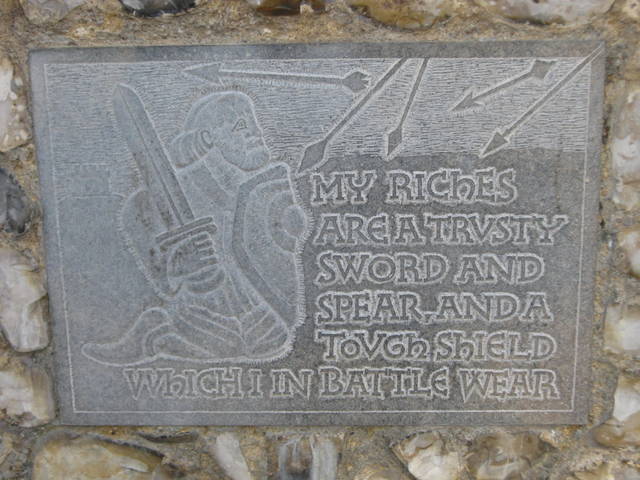 MY RICHES
ARE A TRVSTY
SWORD AND
SPEAR, AND A
TOVGH SHIELD
WHICH I IN BATTLE WEAR